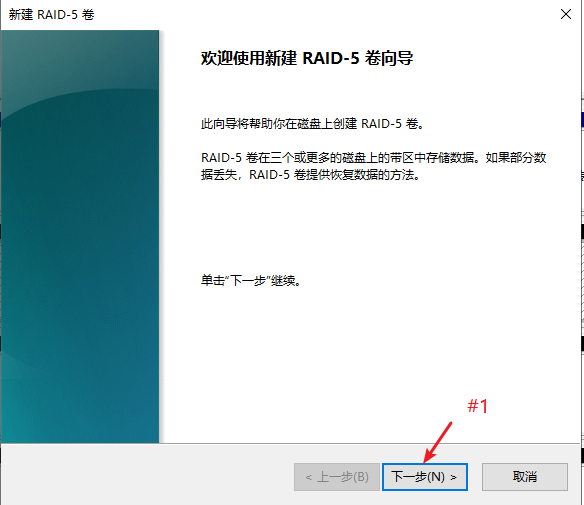 新建 RAID-5 卷
欢迎使用新建 RAID-5 卷向导
此向导将帮助你在磁盘上创建 RAID-5 卷。
RAID-5 卷在三个或更多的磁盘上的带区中存储数据。如果部分数
据丢失，RAID-5 卷提供恢复数据的方法。
单击“下一步”继续。
#1
< 上一步(B)
下一步(N) >
取消